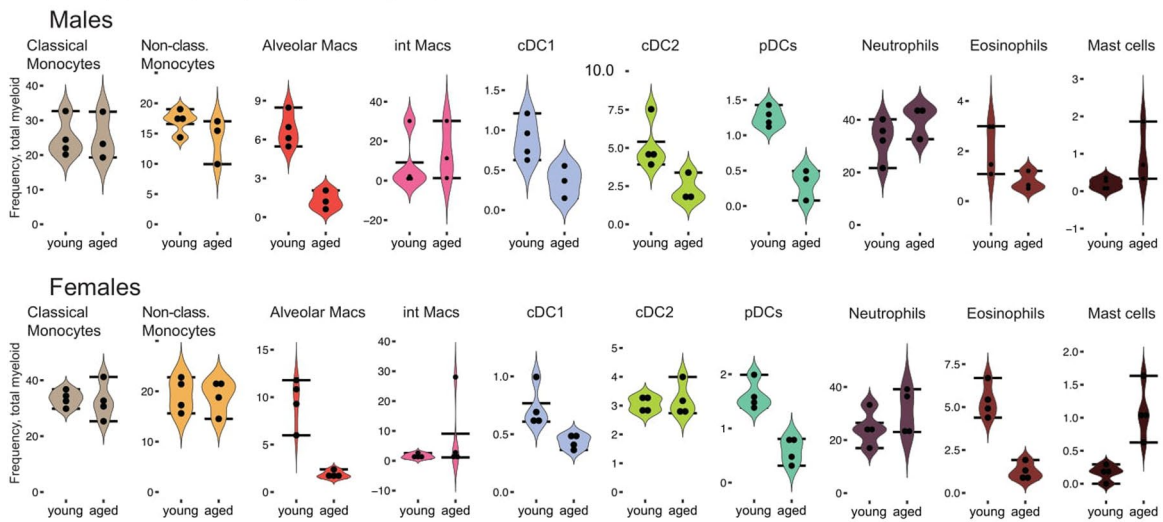 Males
Classical
Monocytes
Non-class.
Monocytes
Alveolar Macs
int Macs
cDC1
cDC2
pDCs
Neutrophils
Eosinophils
Mast cells
Frequency, total myeloid
40
30
20
10
0
young aged
20
15
10
5
0
young aged
9
6
3
0
young aged
40
20
0
−20
young aged
1.5
1.0
0.5
0.0
young aged
10.0
7.5
5.0
2.5
0.0
young aged
1.5
1.0
0.5
0.0
young aged
40
20
0
young aged
4
2
0
young aged
3
2
1
0
−1
young aged
Females
Classical
Monocytes
Non-class.
Monocytes
Alveolar Macs
int Macs
cDC1
cDC2
pDCs
Neutrophils
Eosinophils
Mast cells
Frequency, total myeloid
40
20
0
young aged
20
10
0
young aged
15
10
5
0
young aged
40
30
20
10
0
−10
young aged
1.0
0.5
0.0
young aged
5
4
3
2
1
0
young aged
2
1
0
young aged
40
20
0
young aged
7.5
5.0
2.5
0.0
young aged
2.0
1.5
1.0
0.5
0.0
young aged